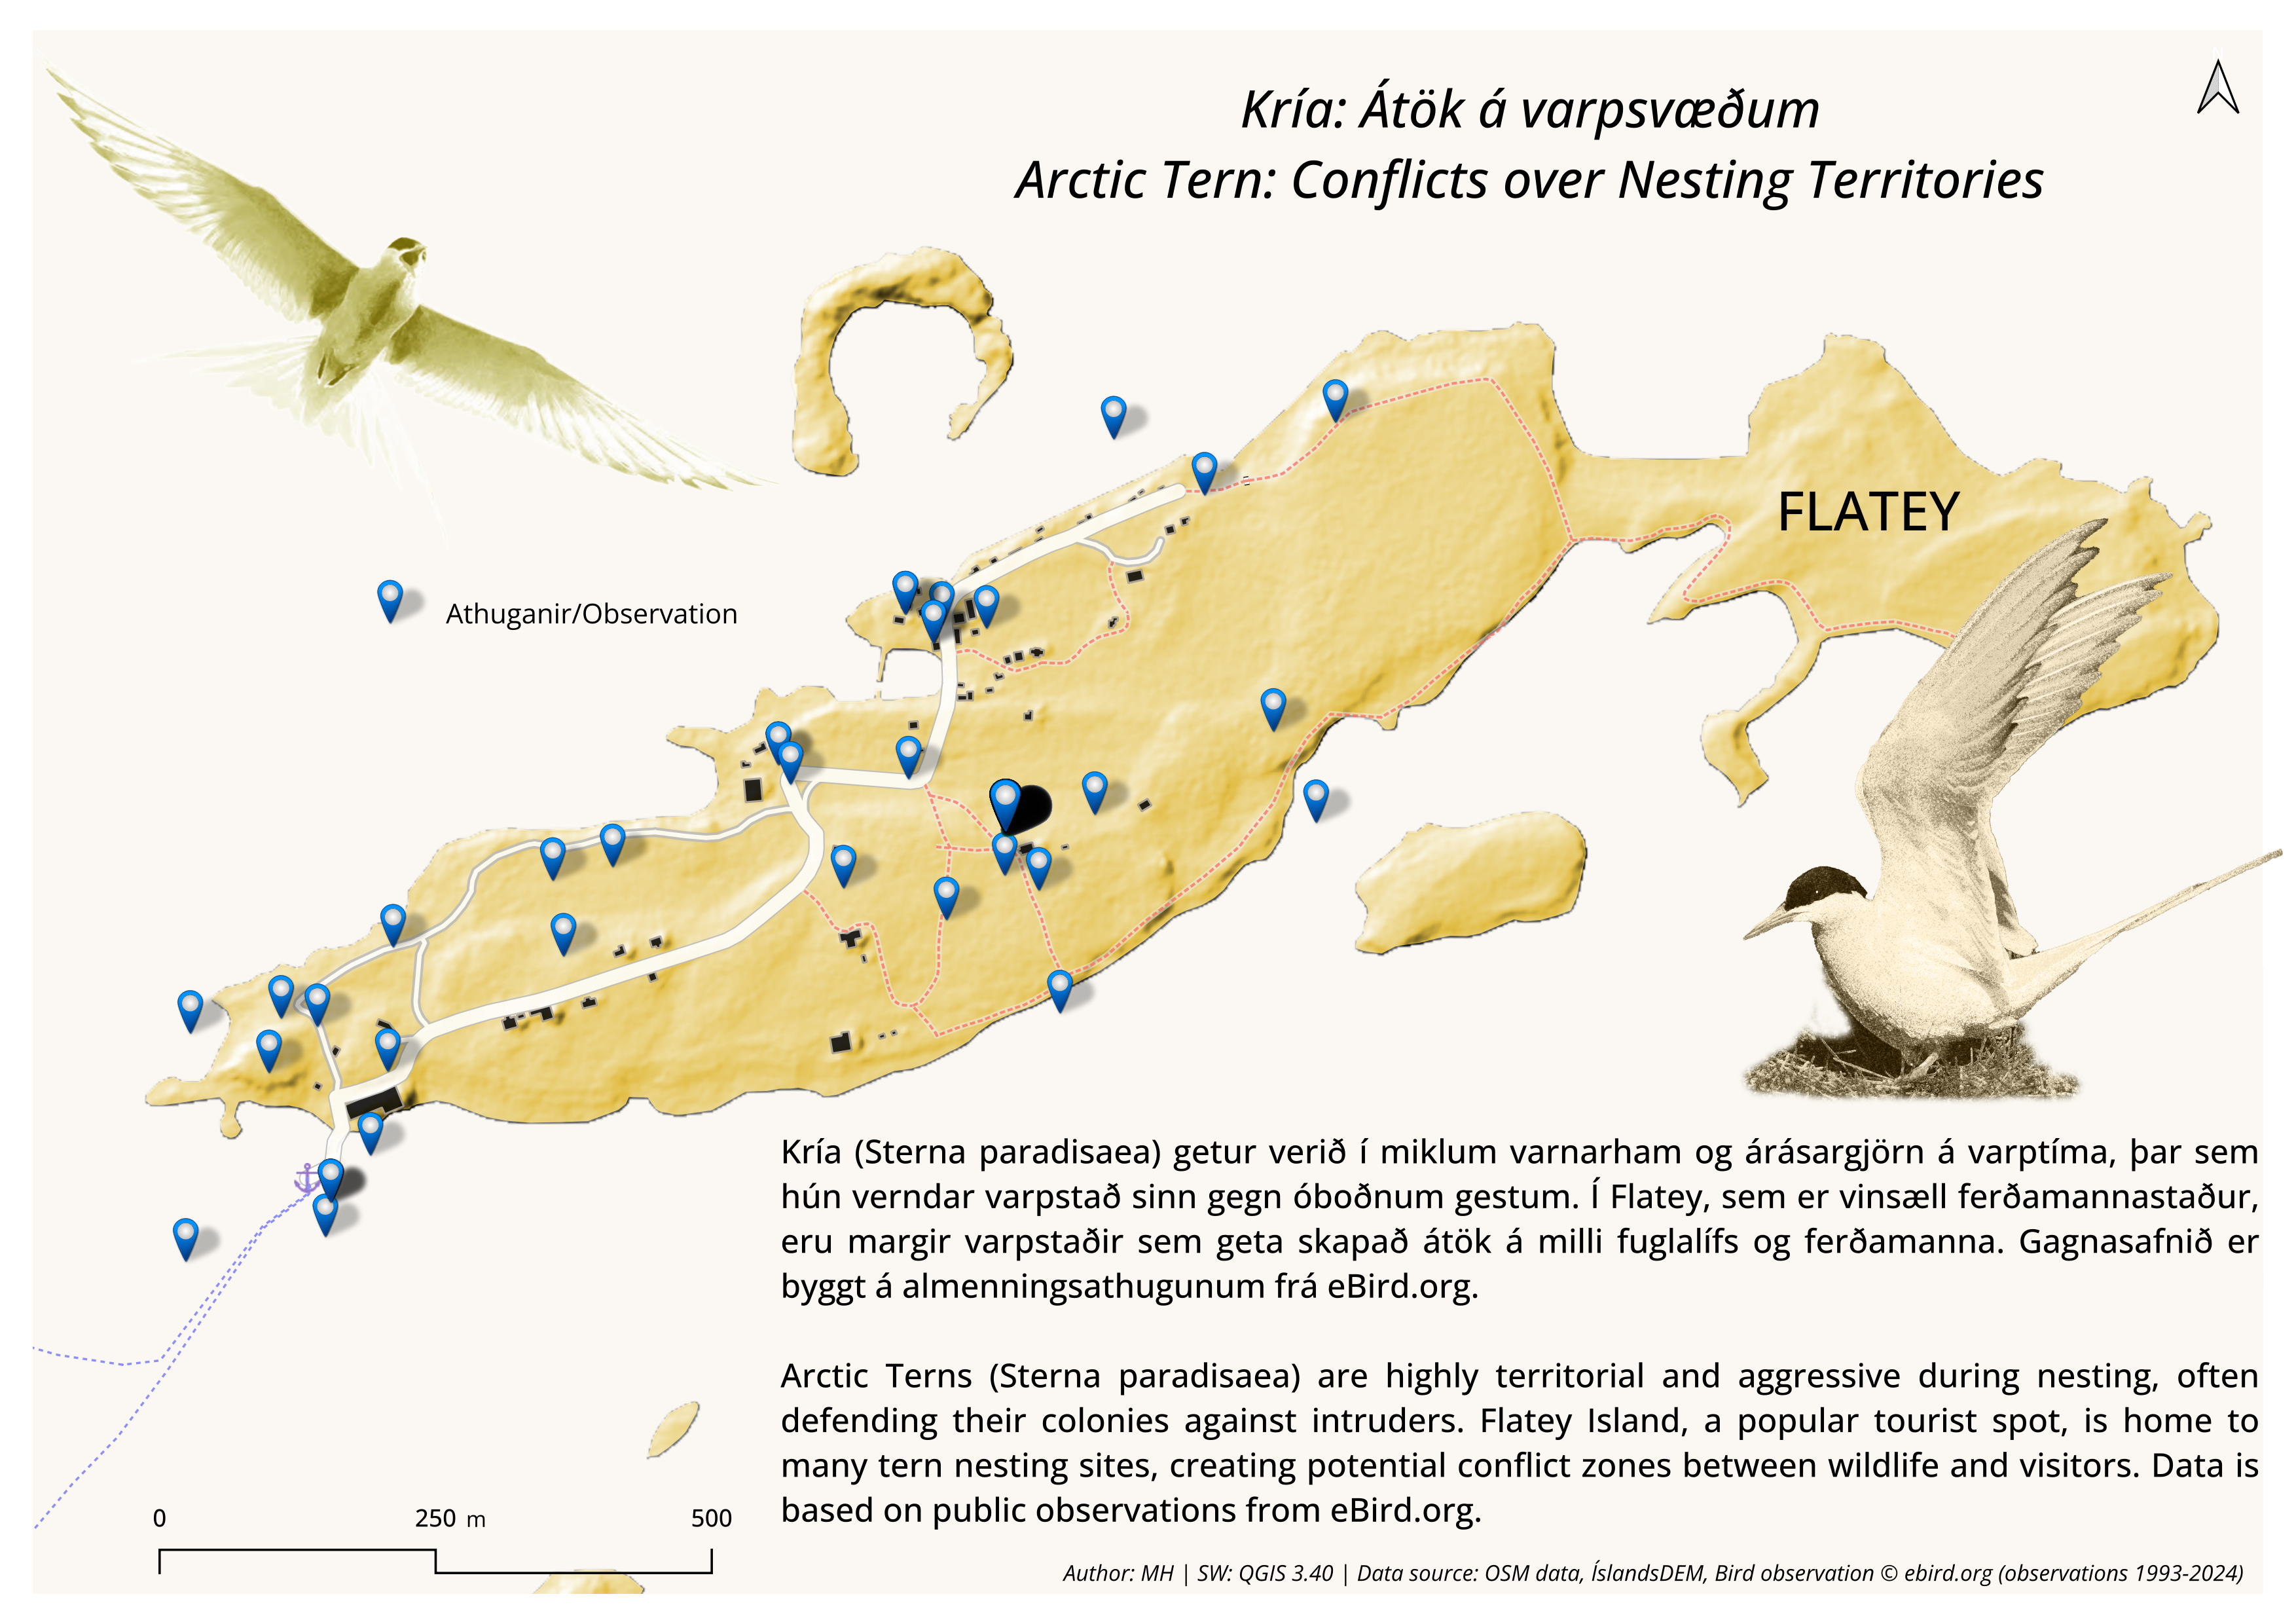 Kría: Átök á varpsvæðum
Arctic Tern: Conflicts over Nesting Territories
N
FLATEY
Athuganir/Observation
Kría (Sterna paradisaea) getur verið í miklum varnarham og árásargjörn á varptíma, þar sem
hún verndar varpstað sinn gegn óboðnum gestum. Í Flatey, sem er vinsæll ferðamannastaður,
eru margir varpstaðir sem geta skapað átök á milli fuglalífs og ferðamanna. Gagnasafnið er
byggt á almenningsathugunum frá eBird.org.
Arctic Terns (Sterna paradisaea) are highly territorial and aggressive during nesting, often
defending their colonies against intruders. Flatey Island, a popular tourist spot, is home to
many tern nesting sites, creating potential conflict zones between wildlife and visitors. Data is
based on public observations from eBird.org.
0 250 m 500
Author: MH | SW: QGIS 3.40 | Data source: OSM data, ÍslandsDEM, Bird observation © ebird.org (observations 1993-2024)